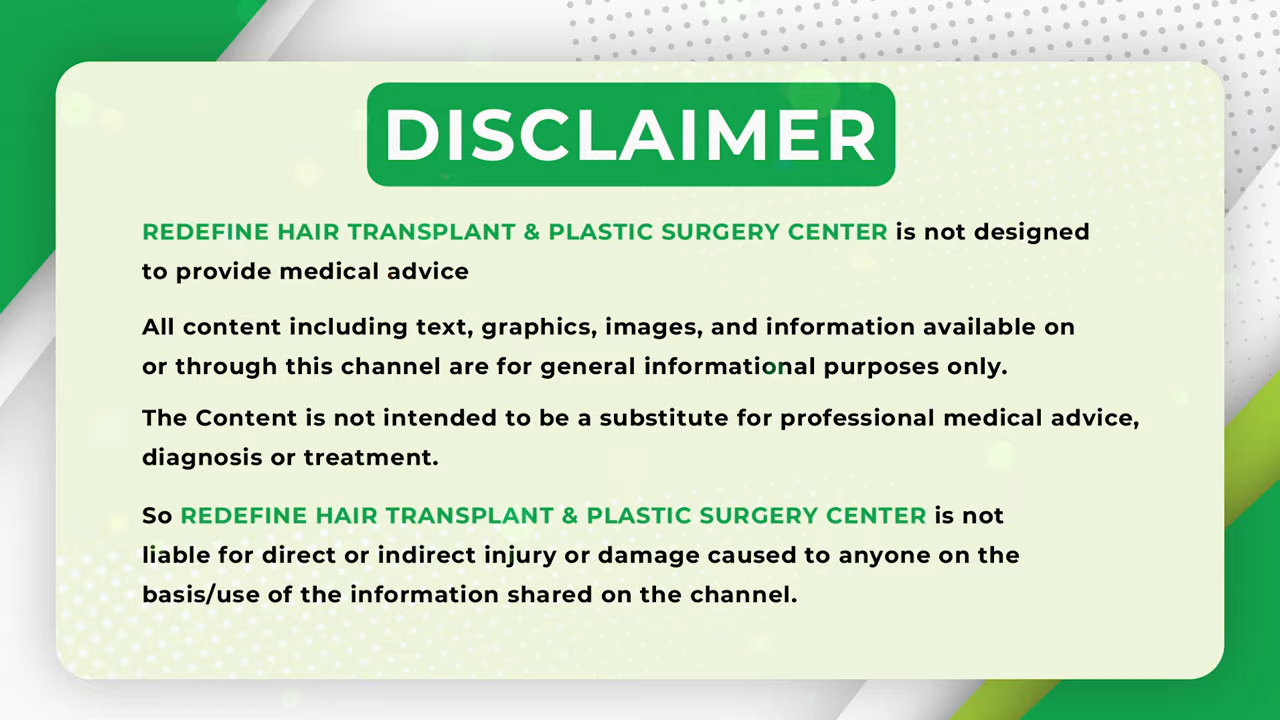 DISCLAIMER
REDEFINE HAIR TRANSPLANT & PLASTIC SURGERY CENTER is not designed
to provide medical advice
All content including text, graphics, images, and information available on
or through this channel are for general informational purposes only.
The Content is not intended to be a substitute for professional medical advice,
diagnosis or treatment.
So REDEFINE HAIR TRANSPLANT & PLASTIC SURGERY CENTER is not
liable for direct or indirect injury or damage caused to anyone on the
basis/use of the information shared on the channel.